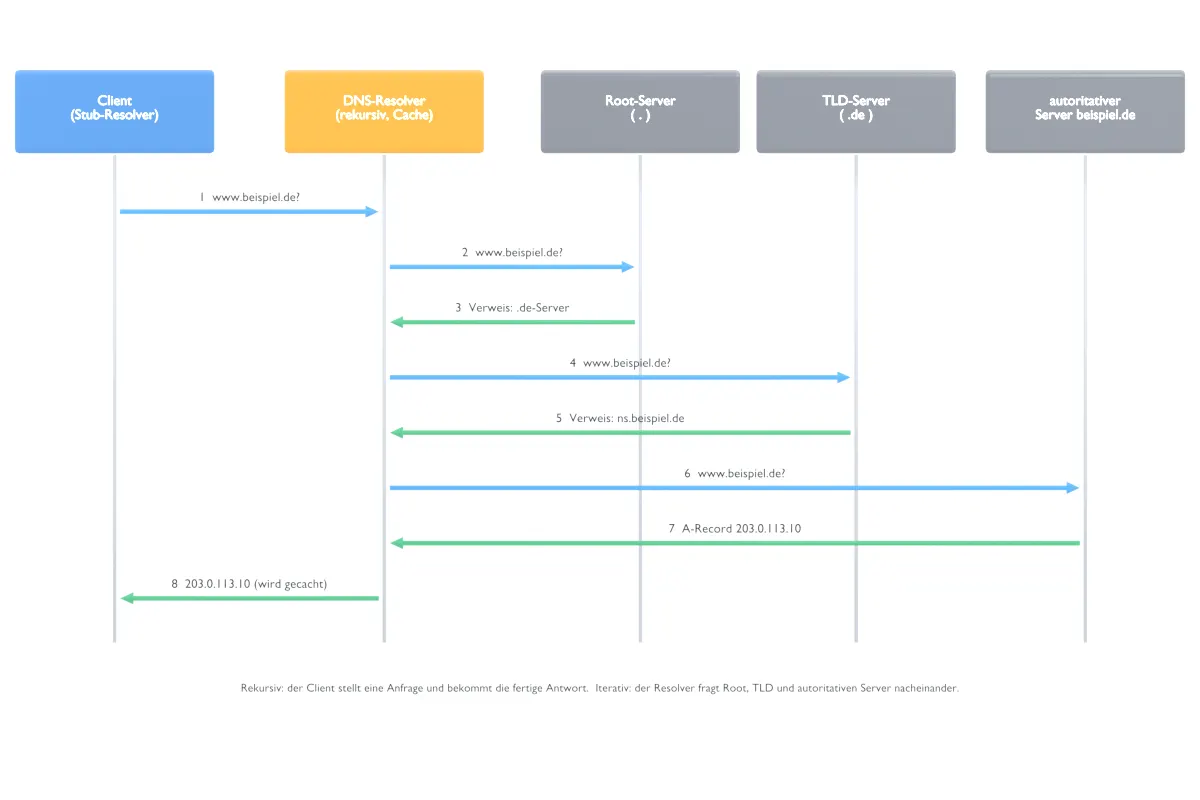 Client
(Stub-Resolver)
DNS-Resolver
(rekursiv, Cache)
Root-Server
( . )
TLD-Server
( .de )
autoritativer
Server beispiel.de
1 www.beispiel.de?
2 www.beispiel.de?
3 Verweis: .de-Server
4 www.beispiel.de?
5 Verweis: ns.beispiel.de
6 www.beispiel.de?
7 A-Record 203.0.113.10
8 203.0.113.10 (wird gecacht)
Rekursiv: der Client stellt eine Anfrage und bekommt die fertige Antwort. Iterativ: der Resolver fragt Root, TLD und autoritativen Server nacheinander.